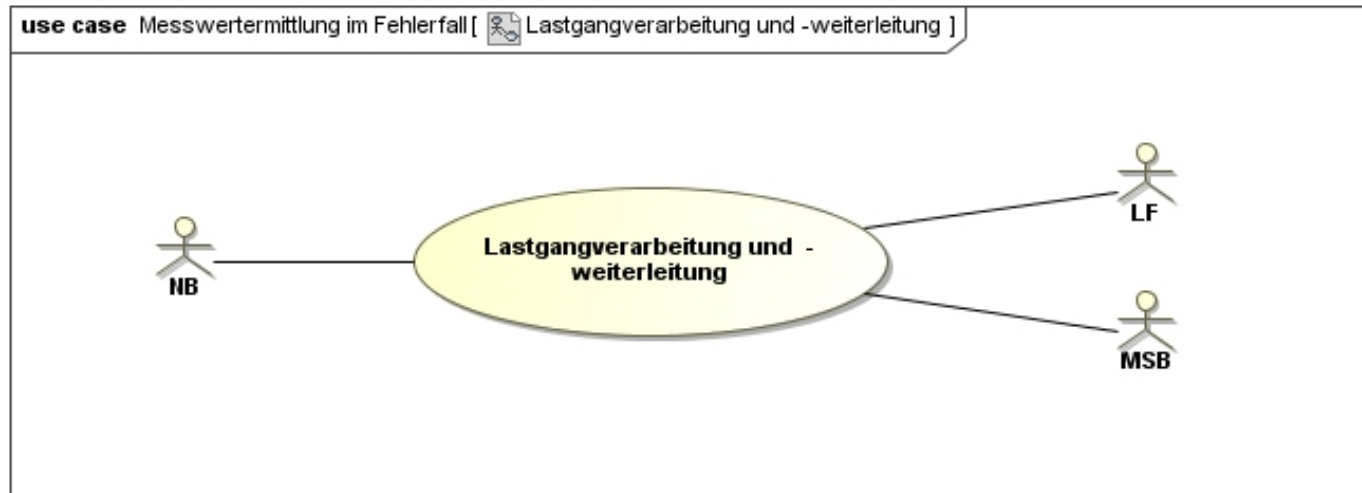 use case Messwertermittlung im Fehlerfall [ Lastgangverarbeitung und -weiterleitung ]
LF
Lastgangverarbeitung und -
weiterleitung
NB
MSB